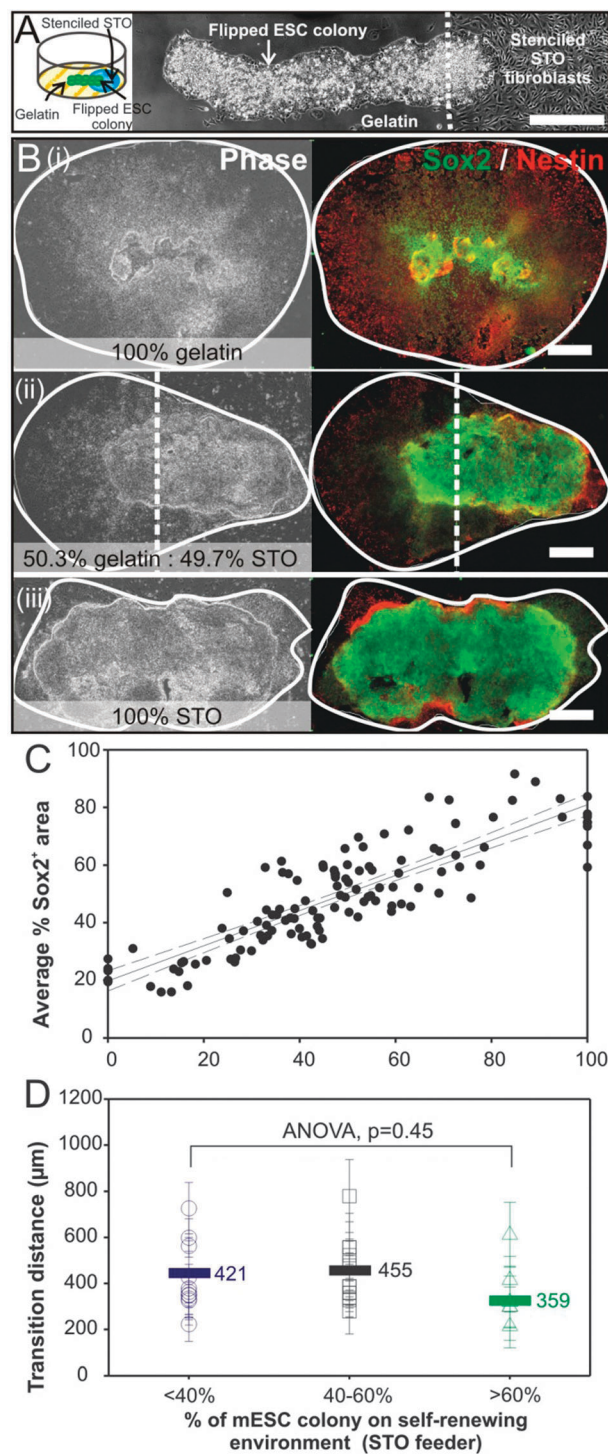 A
Stenciled STO
Gelatin
Flipped ESC
colony
Flipped ESC colony
Gelatin
Stenciled
STO
fibroblasts
B (i)
Phase
Sox2 / Nestin
100% gelatin
(ii)
50.3% gelatin : 49.7% STO
(iii)
100% STO
C
Average % Sox2⁺ area
100
80
60
40
20
0
0 20 40 60 80 100
D
Transition distance (µm)
1200
1000
800
600
400
200
0
ANOVA, p=0.45
421
455
359
<40% 40-60% >60%
% of mESC colony on self-renewing
environment (STO feeder)